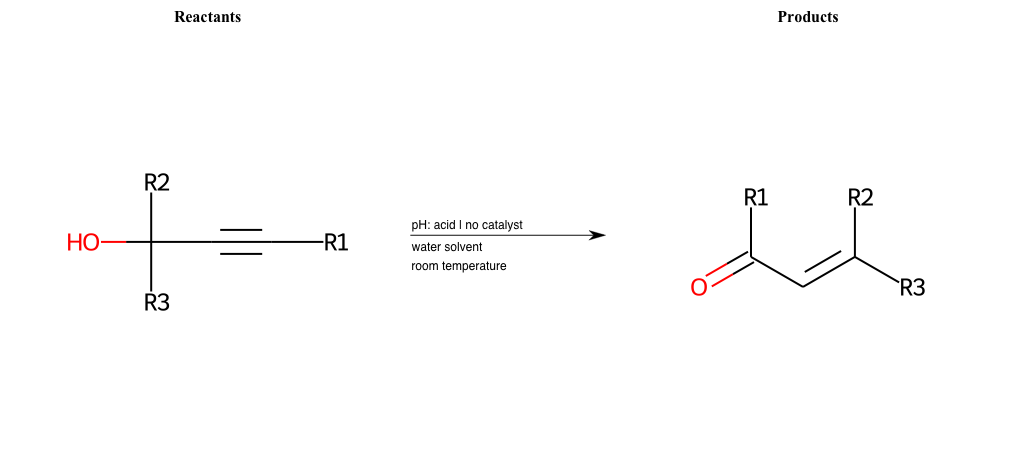 Reactants
Products
R2
HO
R1
R3
pH: acid | no catalyst
water solvent
room temperature
R1
R2
O
R3